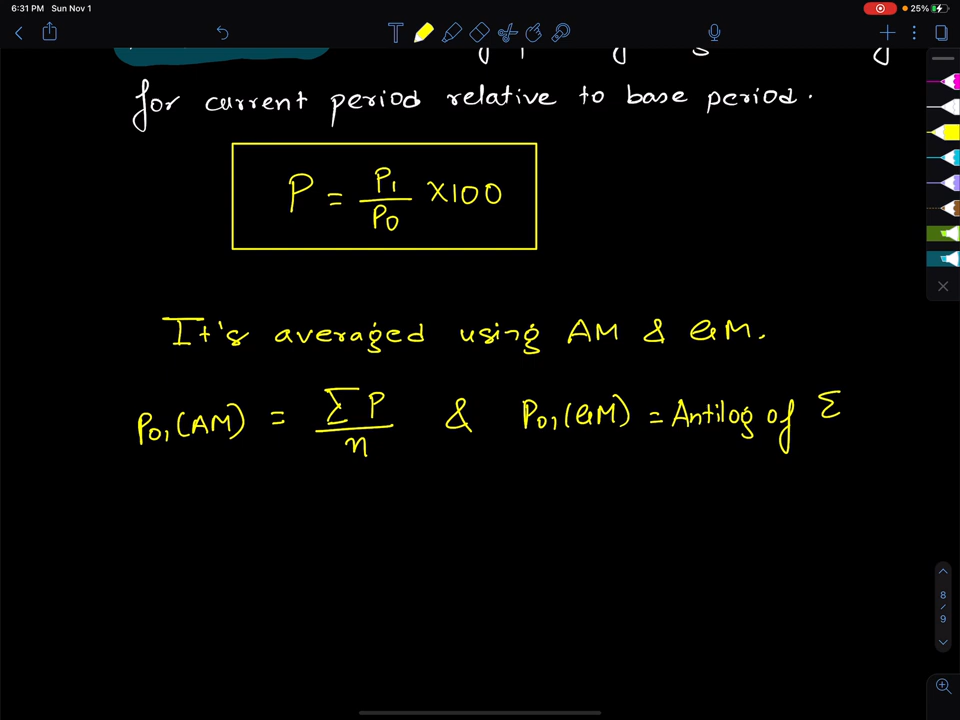 6:31 PM Sun Nov 1
25%
for current period relative to base period.
P = P1/P0 ×100
It's averaged using AM & GM.
P01(AM) = ΣP/n & P01(GM) = Antilog of Σ
8/9